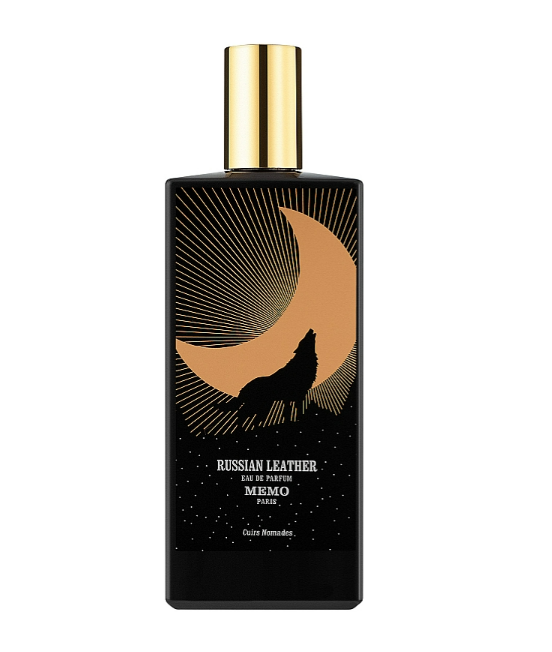 RUSSIAN LEATHER
EAU DE PARFUM
MEMO
PARIS
Cuirs Nomades